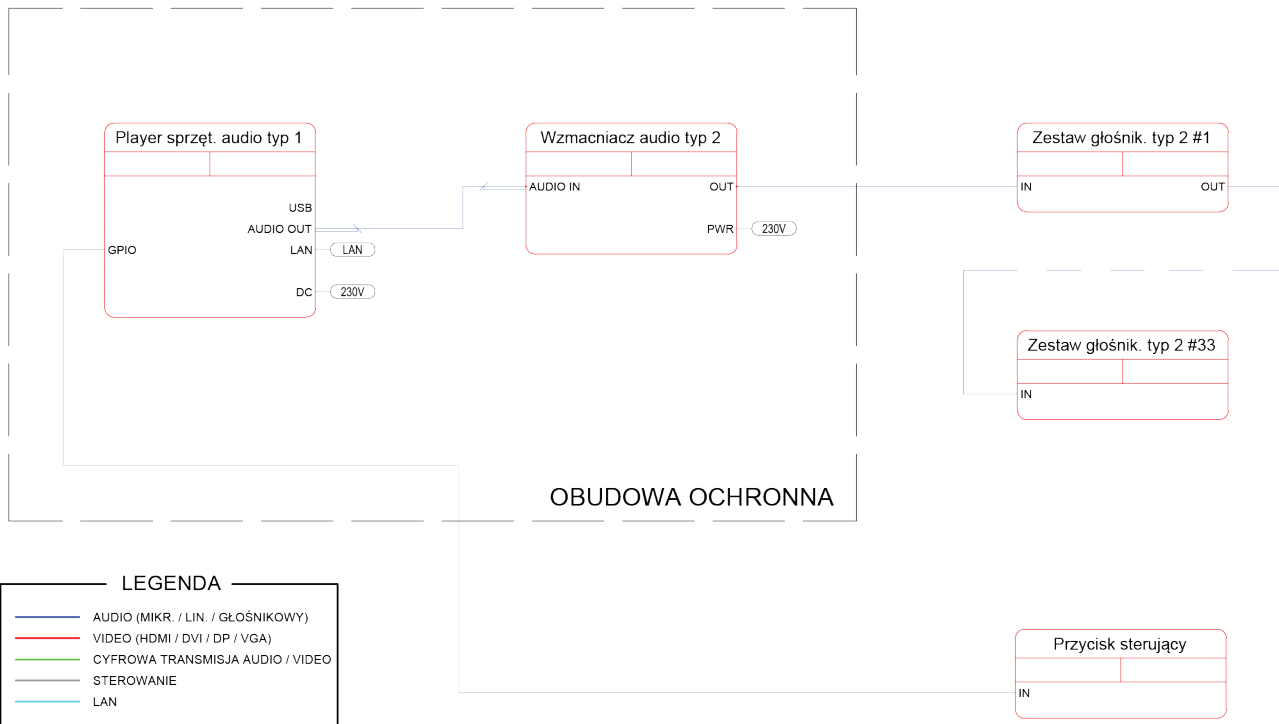 Player sprzęt. audio typ 1
USB
AUDIO OUT
GPIO
LAN
LAN
DC
230V
Wzmacniacz audio typ 2
AUDIO IN
OUT
PWR
230V
Zestaw głośnik. typ 2 #1
IN
OUT
Zestaw głośnik. typ 2 #33
IN
OBUDOWA OCHRONNA
LEGENDA
AUDIO (MIKR. / LIN. / GŁOŚNIKOWY)
VIDEO (HDMI / DVI / DP / VGA)
CYFROWA TRANSMISJA AUDIO / VIDEO
STEROWANIE
LAN
Przycisk sterujący
IN